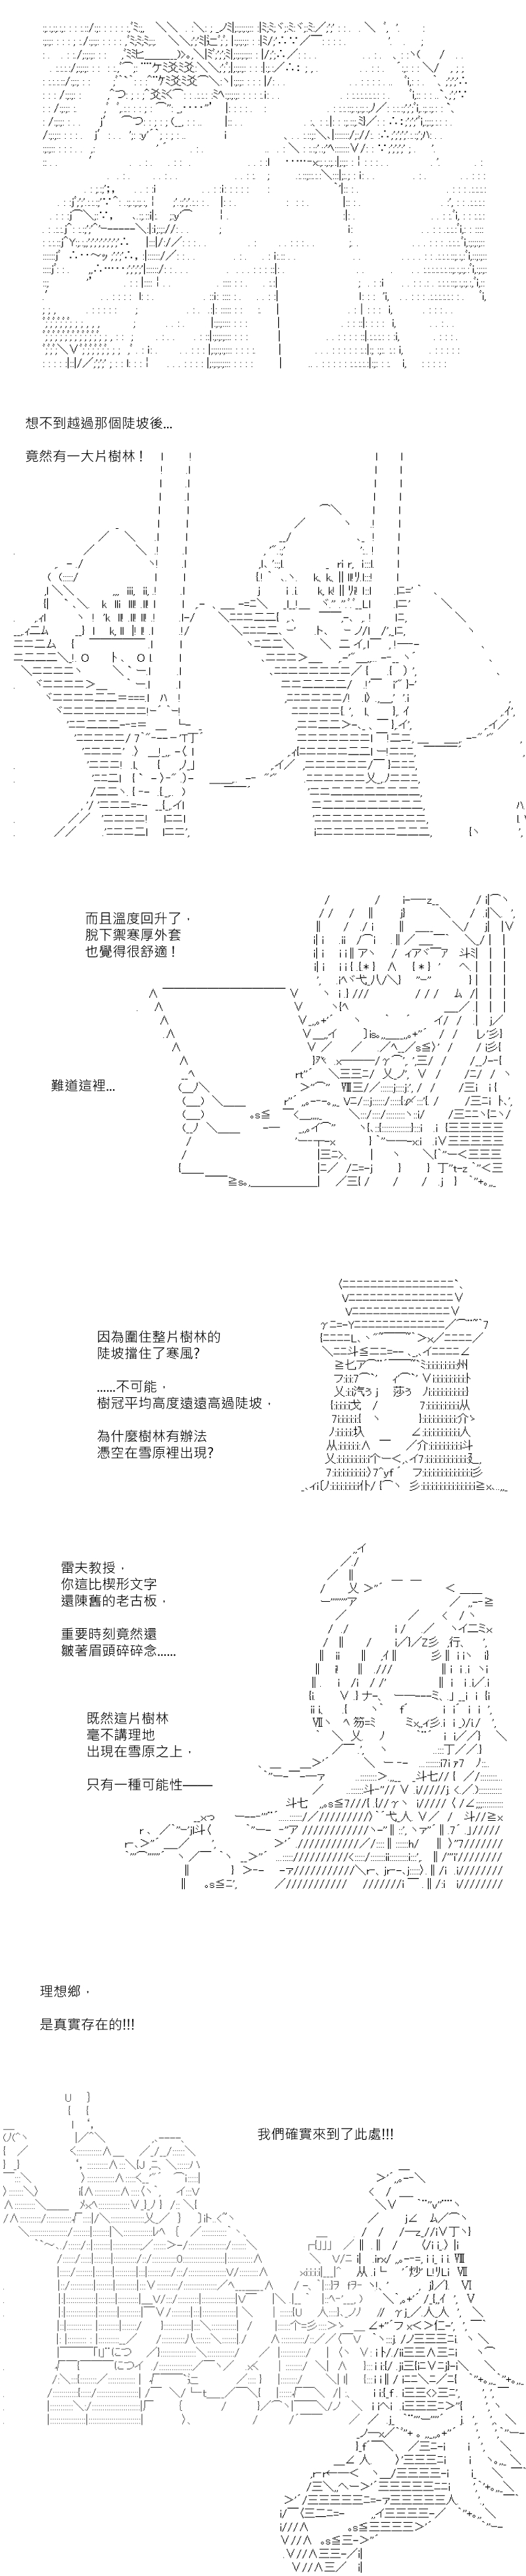 想不到越過那個陡坡後...
竟然有一大片樹林！
而且溫度回升了，
脫下禦寒厚外套
也覺得很舒適！
難道這裡...
因為圍住整片樹林的
陡坡擋住了寒風?
......不可能，
樹冠平均高度遠遠高過陡坡，
為什麼樹林有辦法
憑空在雪原裡出現?
雷夫教授，
你這比楔形文字
還陳舊的老古板，
重要時刻竟然還
皺著眉頭碎碎念......
既然這片樹林
毫不講理地
出現在雪原之上，
只有一種可能性——
理想鄉，
是真實存在的!!!
我們確實來到了此處!!!